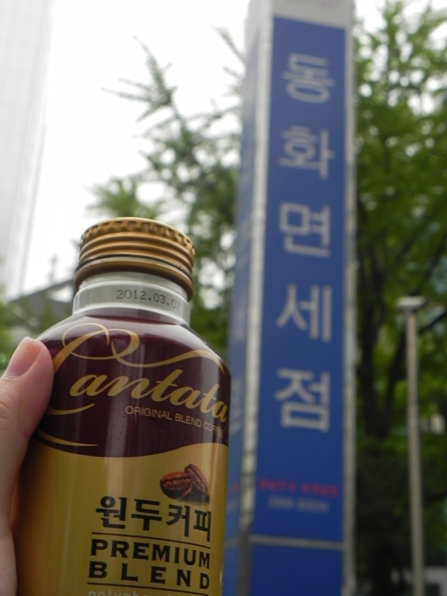 동화면세점
2012.03.07
Cantata
ORIGINAL BLEND COFFEE
원두커피
PREMIUM
BLEND